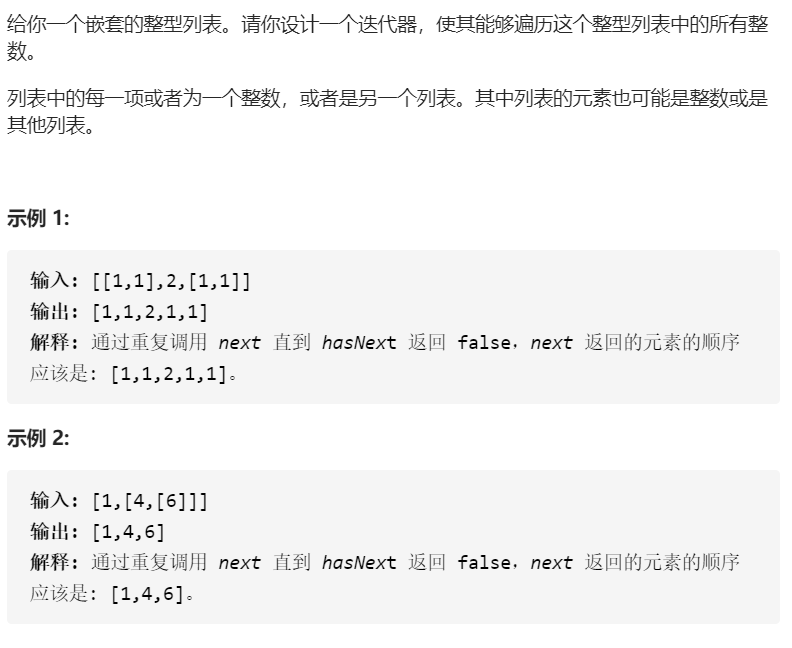 给你一个嵌套的整型列表。请你设计一个迭代器，使其能够遍历这个整型列表中的所有整
数。
列表中的每一项或者为一个整数，或者是另一个列表。其中列表的元素也可能是整数或是
其他列表。
示例 1:
输入: [[1,1],2,[1,1]]
输出: [1,1,2,1,1]
解释: 通过重复调用 next 直到 hasNext 返回 false，next 返回的元素的顺序
应该是: [1,1,2,1,1]。
示例 2:
输入: [1,[4,[6]]]
输出: [1,4,6]
解释: 通过重复调用 next 直到 hasNext 返回 false，next 返回的元素的顺序
应该是: [1,4,6]。